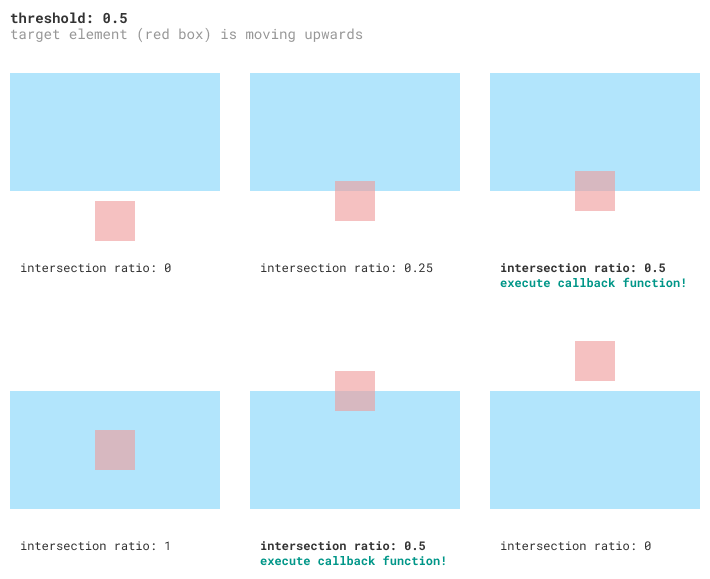 threshold: 0.5
target element (red box) is moving upwards
intersection ratio: 0
intersection ratio: 0.25
intersection ratio: 0.5
execute callback function!
intersection ratio: 1
intersection ratio: 0.5
execute callback function!
intersection ratio: 0